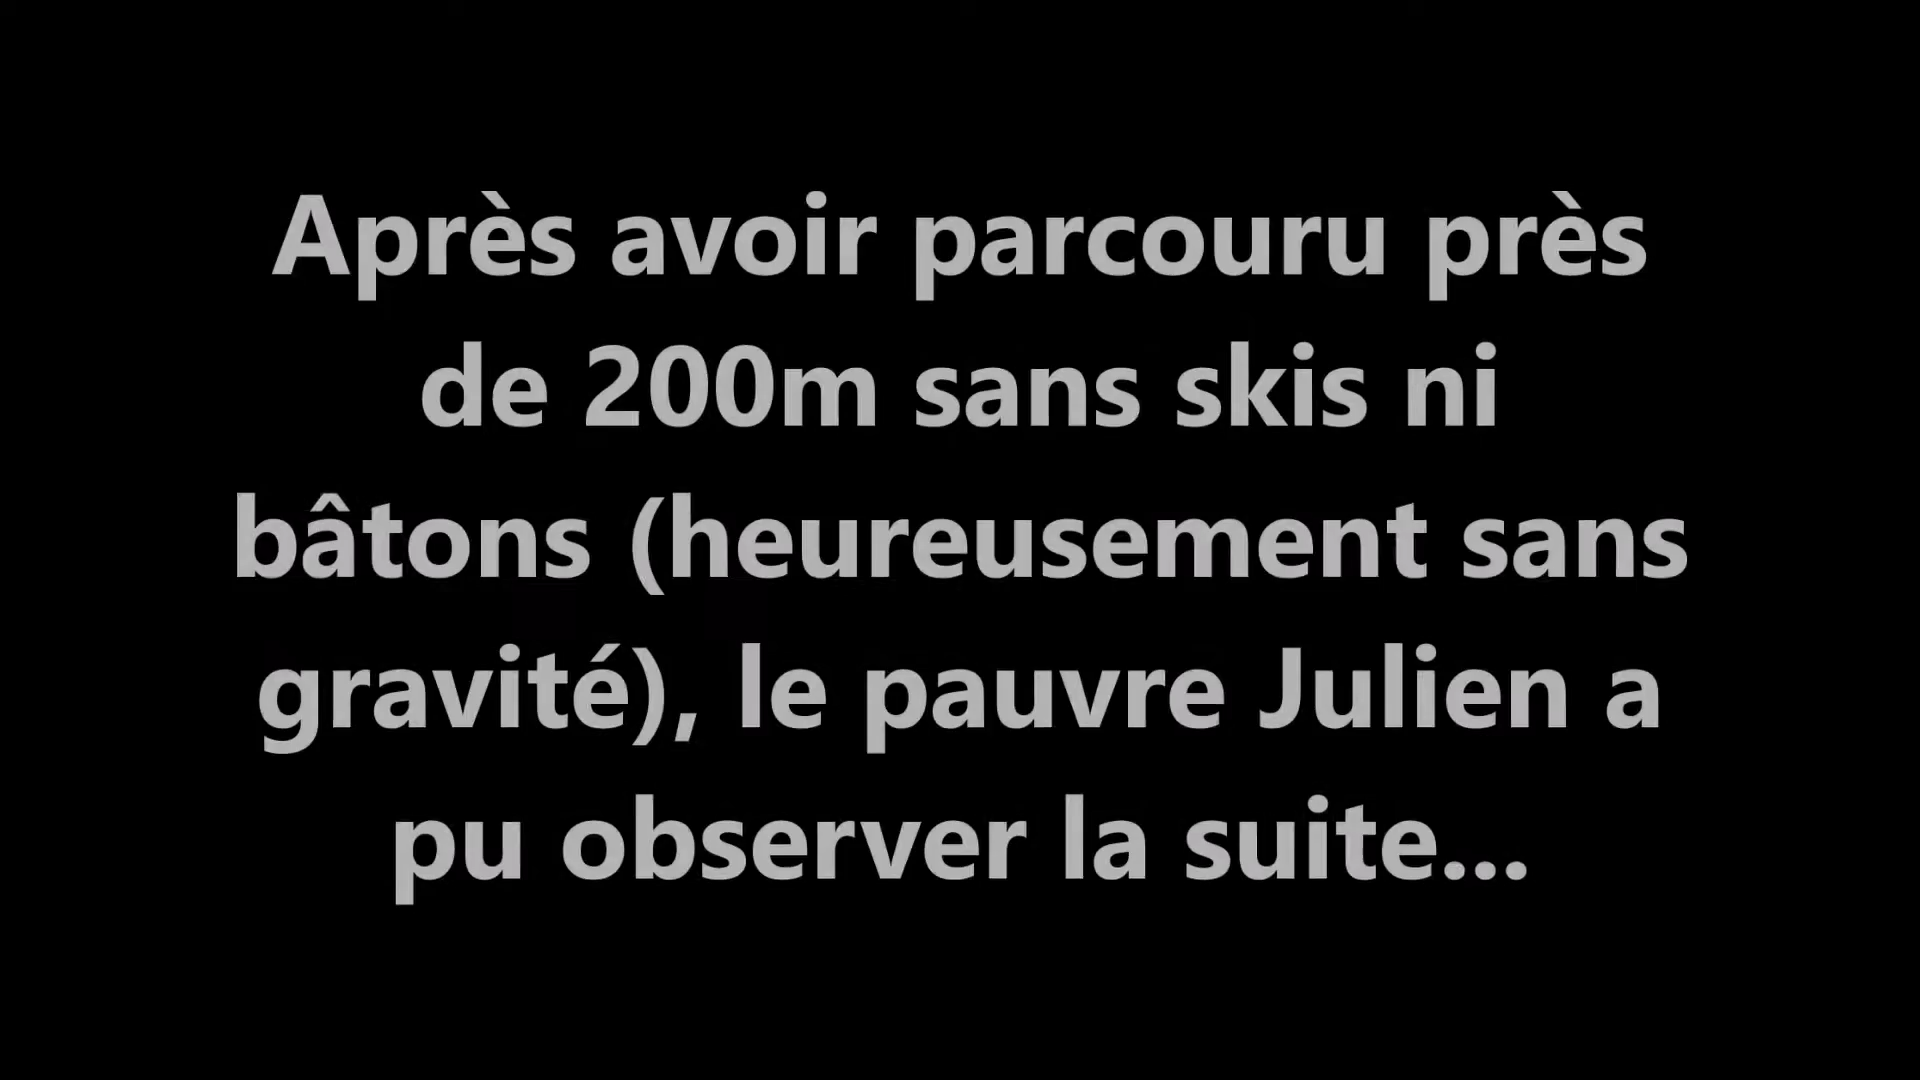 Après avoir parcouru près
de 200m sans skis ni
bâtons (heureusement sans
gravité), le pauvre Julien a
pu observer la suite...